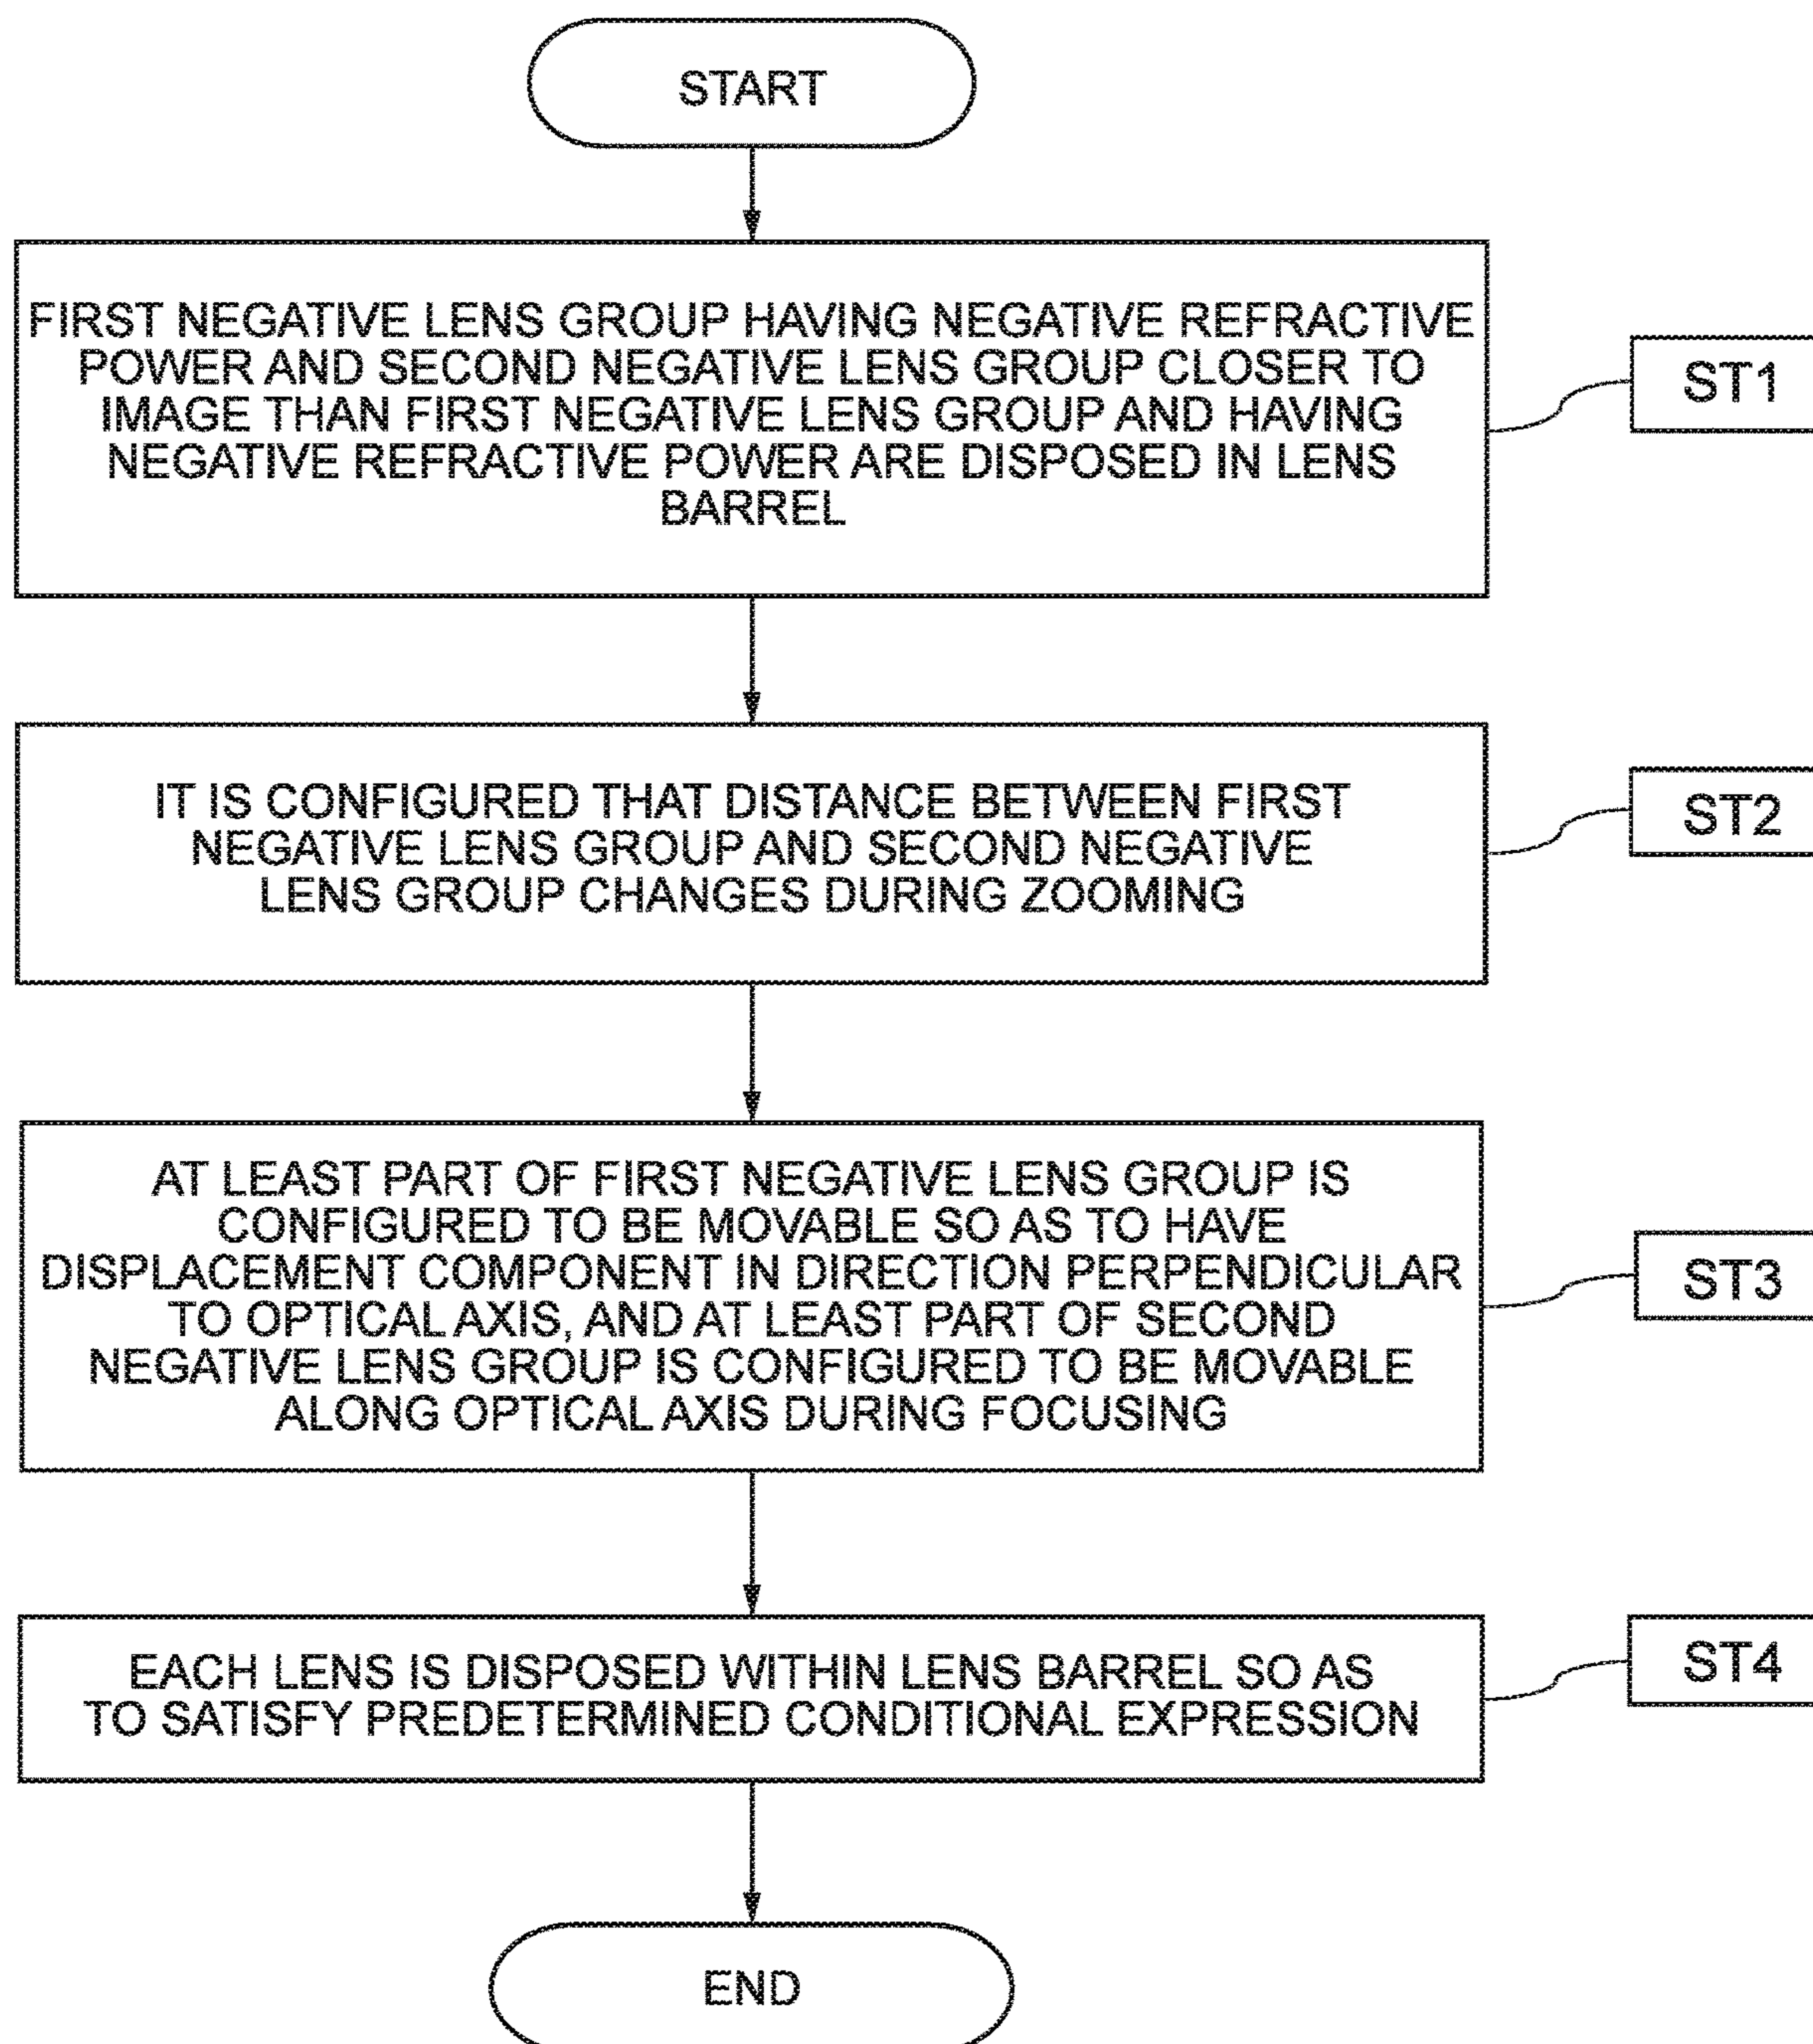 START
FIRST NEGATIVE LENS GROUP HAVING NEGATIVE REFRACTIVE
POWER AND SECOND NEGATIVE LENS GROUP CLOSER TO
IMAGE THAN FIRST NEGATIVE LENS GROUP AND HAVING
NEGATIVE REFRACTIVE POWER ARE DISPOSED IN LENS
BARREL
ST1
IT IS CONFIGURED THAT DISTANCE BETWEEN FIRST
NEGATIVE LENS GROUP AND SECOND NEGATIVE
LENS GROUP CHANGES DURING ZOOMING
ST2
AT LEAST PART OF FIRST NEGATIVE LENS GROUP IS
CONFIGURED TO BE MOVABLE SO AS TO HAVE
DISPLACEMENT COMPONENT IN DIRECTION PERPENDICULAR
TO OPTICAL AXIS, AND AT LEAST PART OF SECOND
NEGATIVE LENS GROUP IS CONFIGURED TO BE MOVABLE
ALONG OPTICAL AXIS DURING FOCUSING
ST3
EACH LENS IS DISPOSED WITHIN LENS BARREL SO AS
TO SATISFY PREDETERMINED CONDITIONAL EXPRESSION
ST4
END